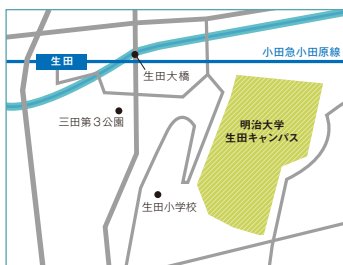 生田
小田急小田原線
生田大橋
三田第3公園
明治大学
生田キャンパス
生田小学校